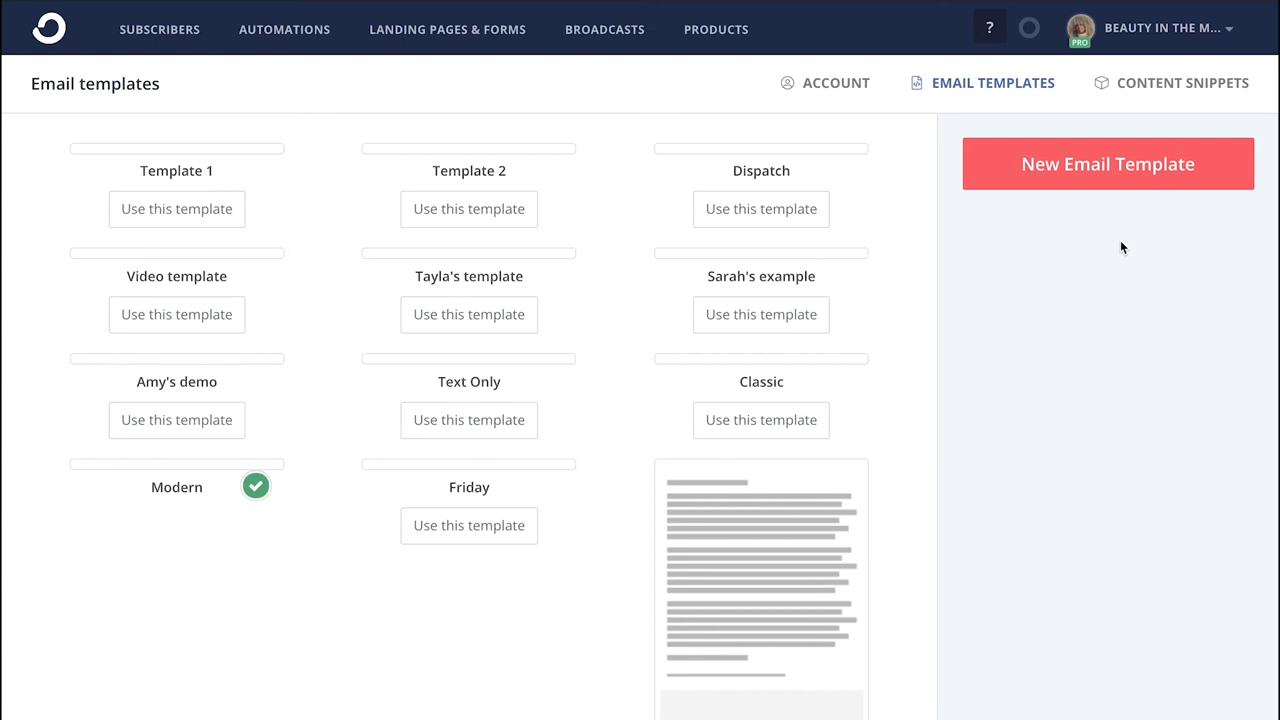 SUBSCRIBERS AUTOMATIONS LANDING PAGES & FORMS BROADCASTS PRODUCTS ? PRO BEAUTY IN THE M...
Email templates ACCOUNT EMAIL TEMPLATES CONTENT SNIPPETS
New Email Template
Template 1 Template 2 Dispatch
Use this template Use this template Use this template
Video template Tayla's template Sarah's example
Use this template Use this template Use this template
Amy's demo Text Only Classic
Use this template Use this template Use this template
Modern Friday
Use this template